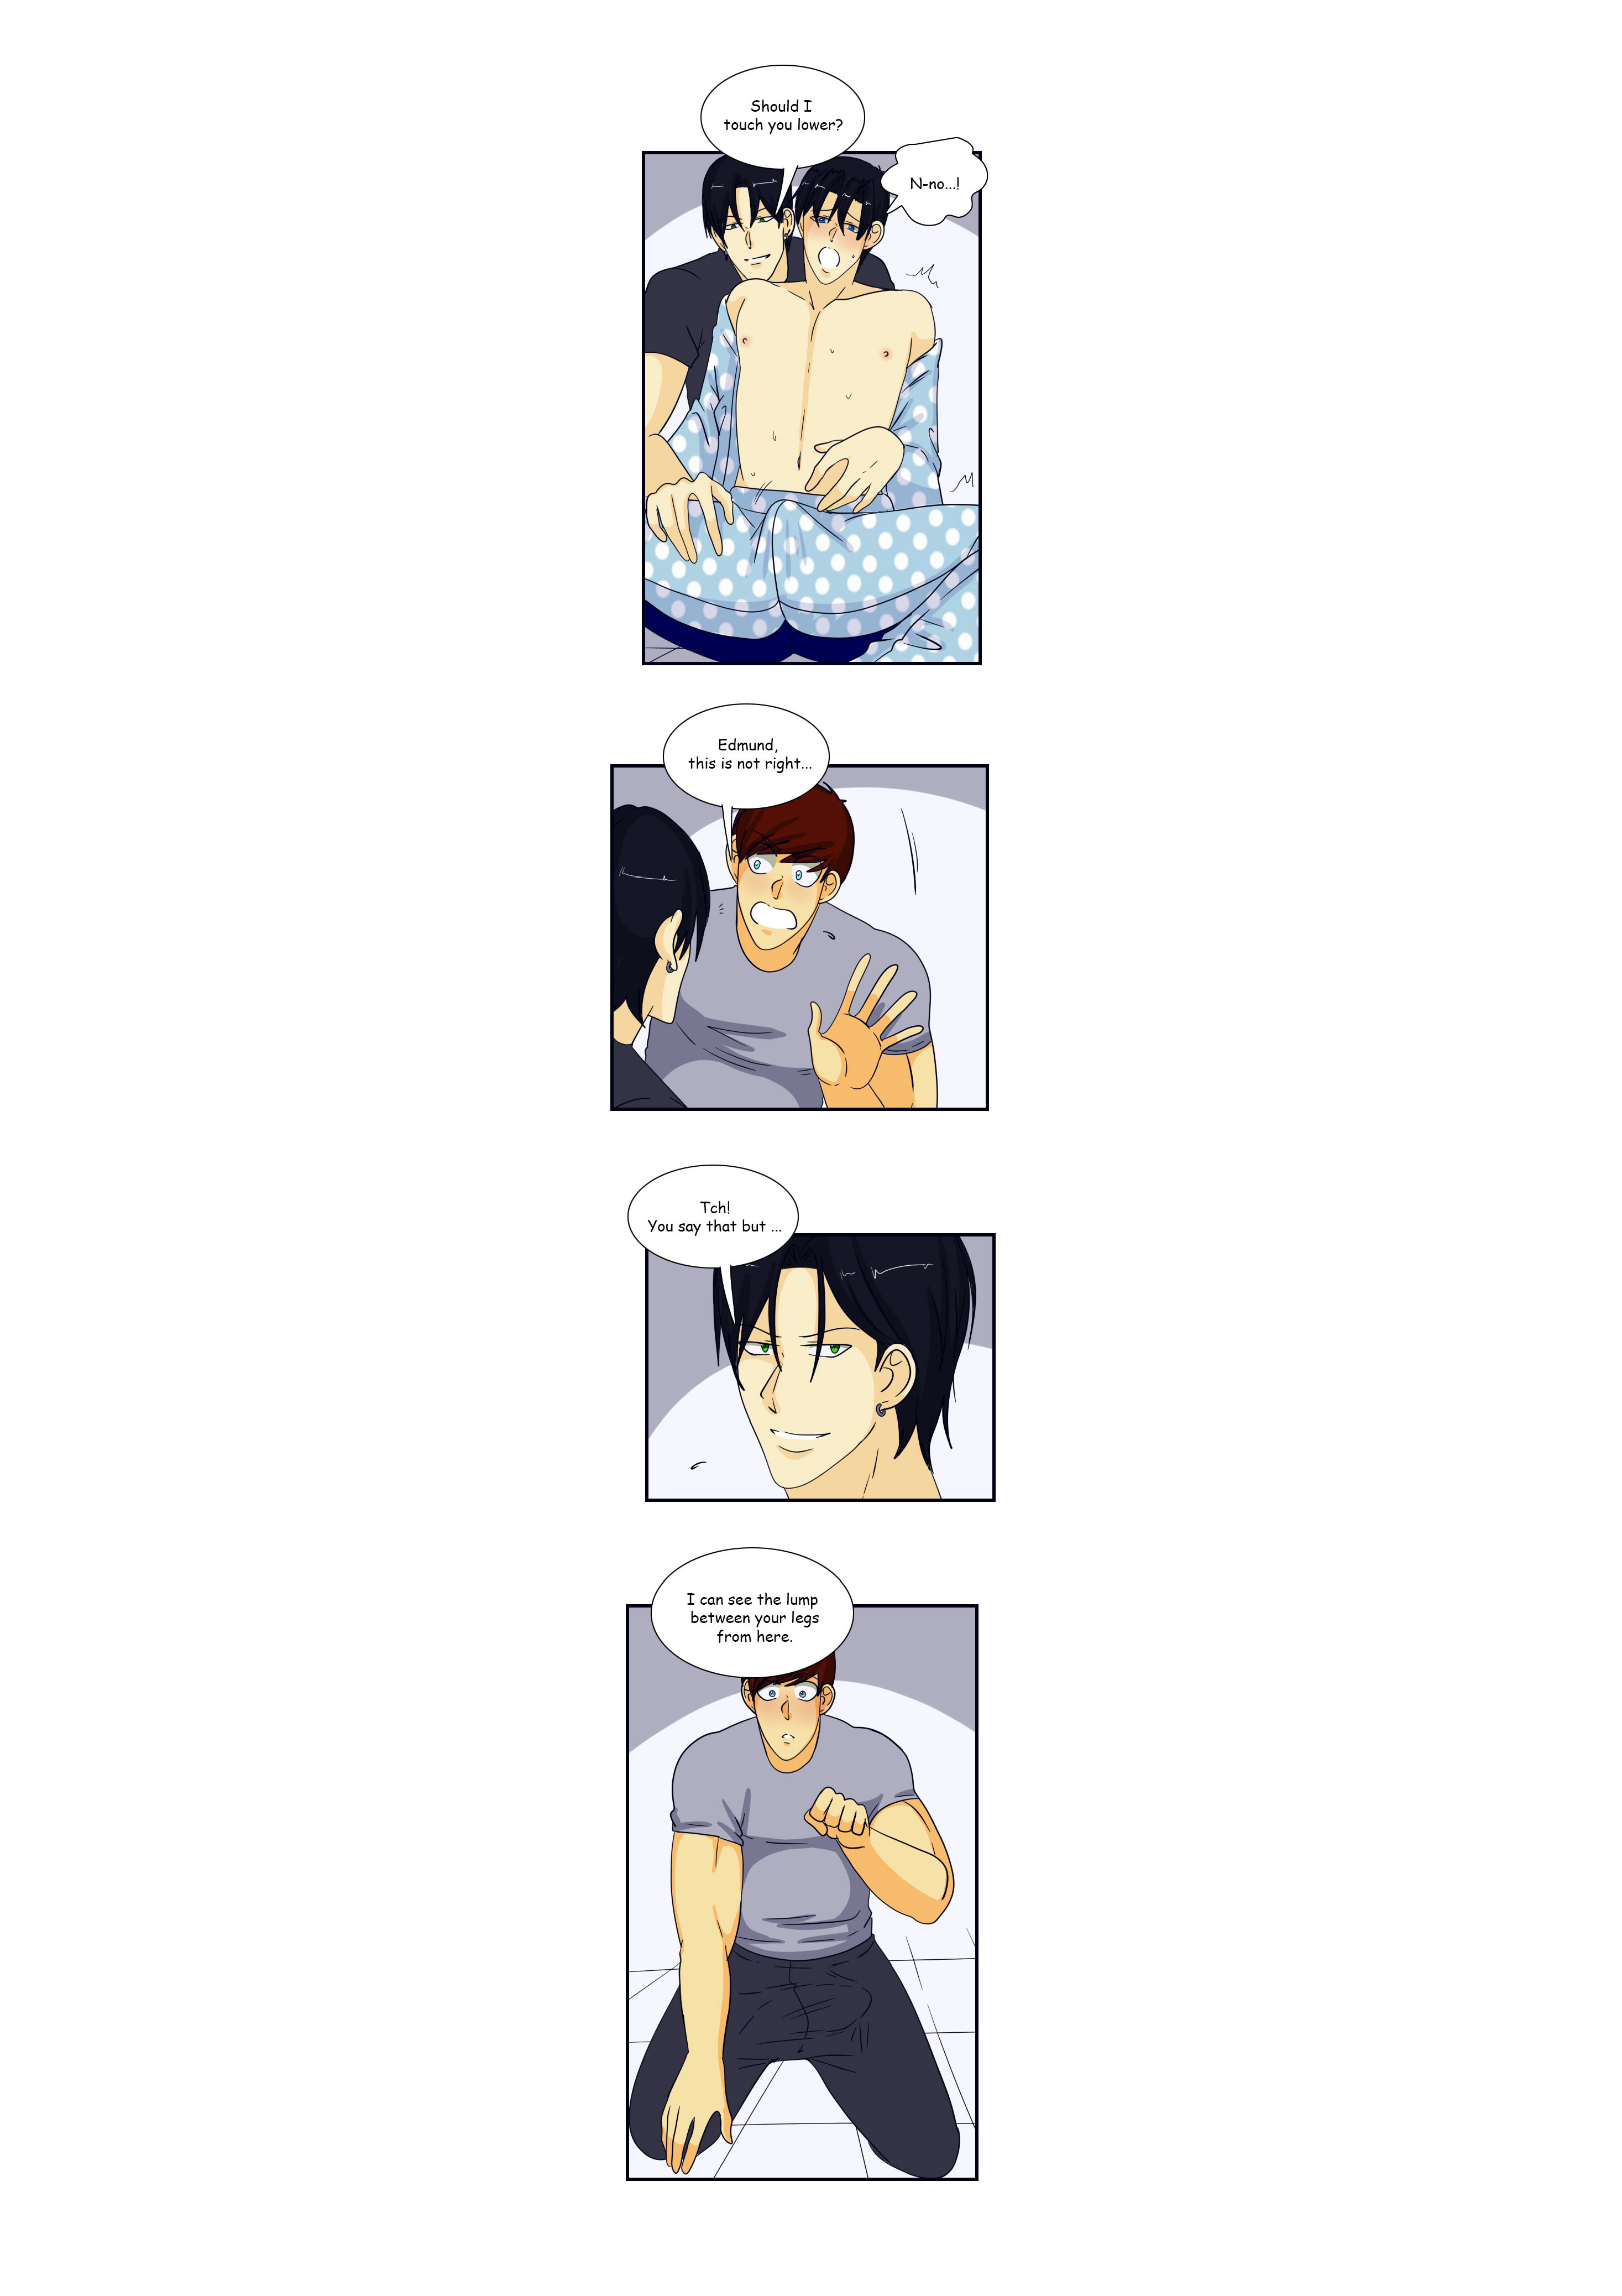 Should I
touch you lower?
N-no...!
Edmund,
this is not right...
Tch!
You say that but ...
I can see the lump
between your legs
from here.